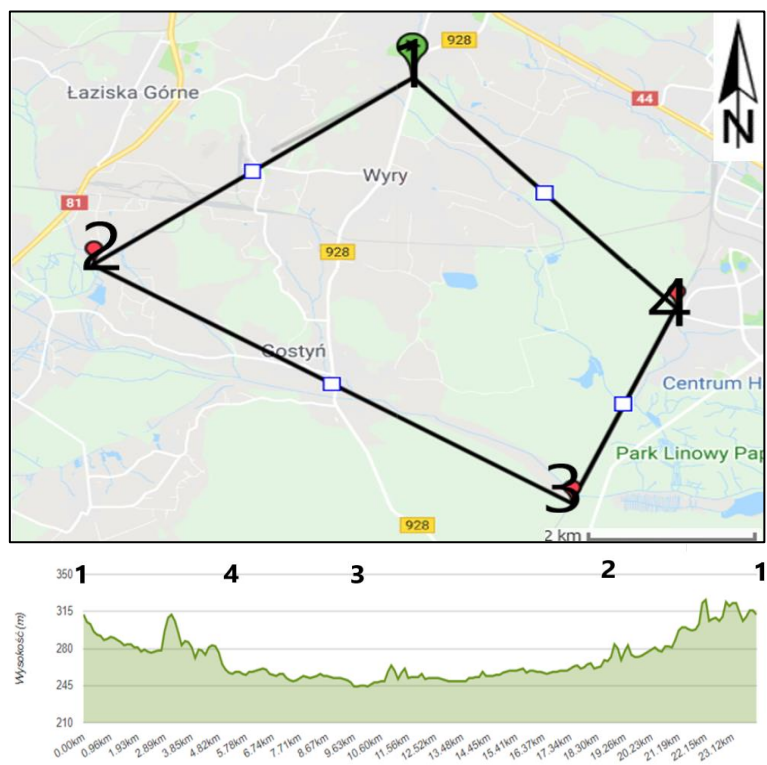 1
928
Łaziska Górne
44
N
Wyry
81
2
928
4
Gostyń
Centrum H
Park Linowy Pap
3
928
2 km
1 4 3 2 1
Wysokość (m)
350
315
280
245
210
0.00km 0.96km 1.93km 2.89km 3.85km 4.82km 5.78km 6.74km 7.71km 8.67km 9.63km 10.60km 11.56km 12.52km 13.48km 14.45km 15.41km 16.37km 17.34km 18.30km 19.26km 20.23km 21.19km 22.15km 23.12km